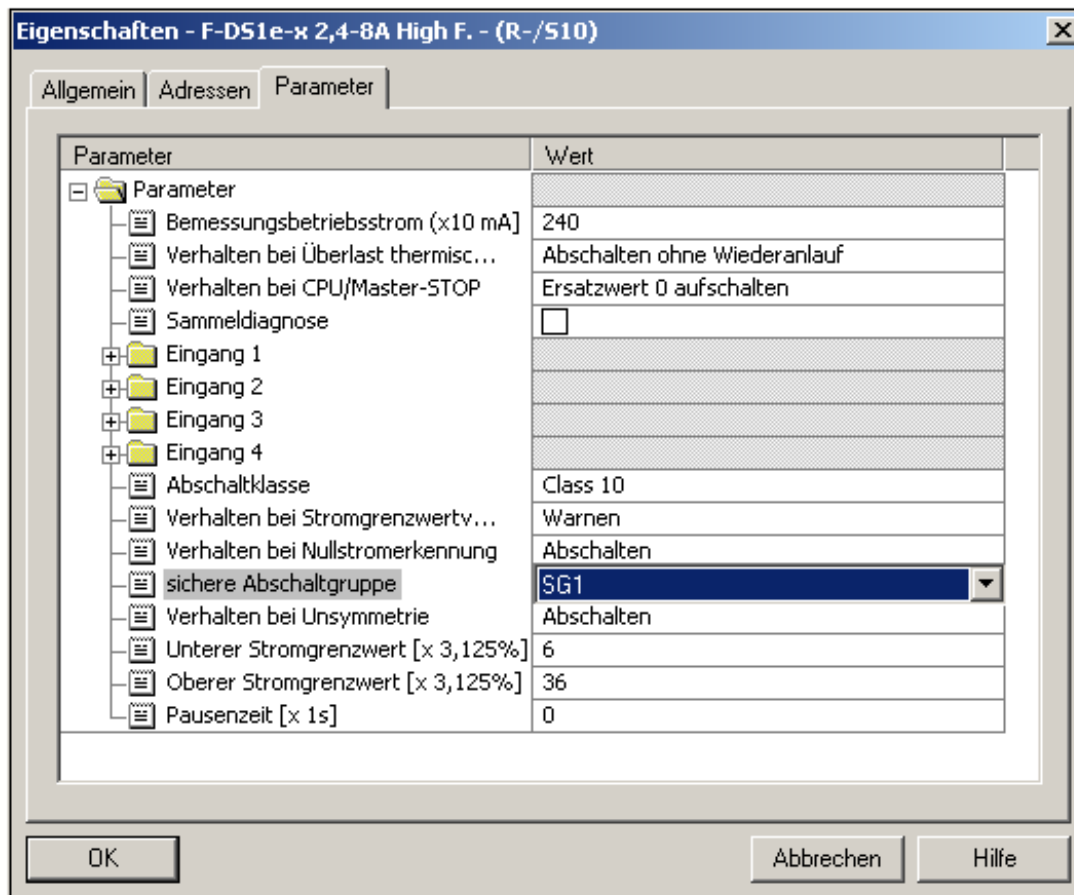 Eigenschaften - F-DS1e-x 2,4-8A High F. - (R-/S10)
Allgemein Adressen Parameter
Parameter Wert
Parameter
Bemessungsbetriebsstrom (x10 mA] 240
Verhalten bei Überlast thermisc... Abschalten ohne Wiederanlauf
Verhalten bei CPU/Master-STOP Ersatzwert 0 aufschalten
Sammeldiagnose
Eingang 1
Eingang 2
Eingang 3
Eingang 4
Abschaltklasse Class 10
Verhalten bei Stromgrenzwertv... Warnen
Verhalten bei Nullstromerkennung Abschalten
sichere Abschaltgruppe SG1
Verhalten bei Unsymmetrie Abschalten
Unterer Stromgrenzwert [x 3,125%] 6
Oberer Stromgrenzwert [x 3,125%] 36
Pausenzeit [x 1s] 0
OK Abbrechen Hilfe